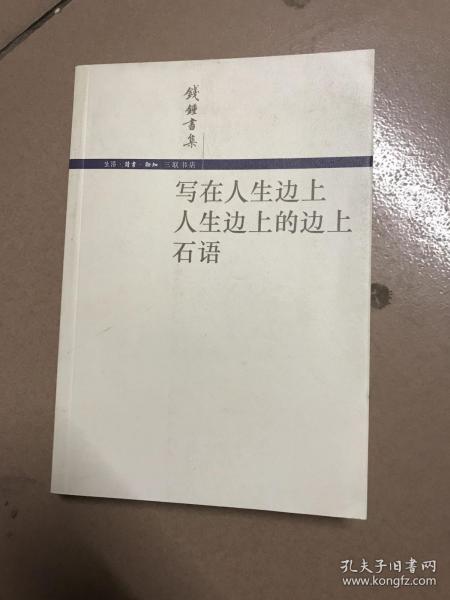 錢鍾書集
生活·讀書·新知 三联书店
写在人生边上
人生边上的边上
石语
孔夫子旧书网
www.kongfz.com